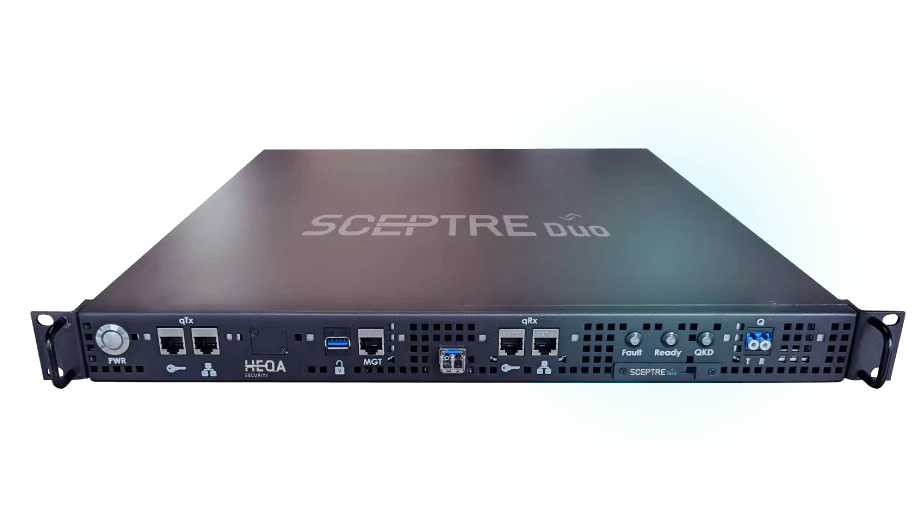 SCEPTRE Duo
qTx
qRx
Q
PWR
HEQA
SECURITY
MGT
Fault Ready QKD
T R
SCEPTRE Duo